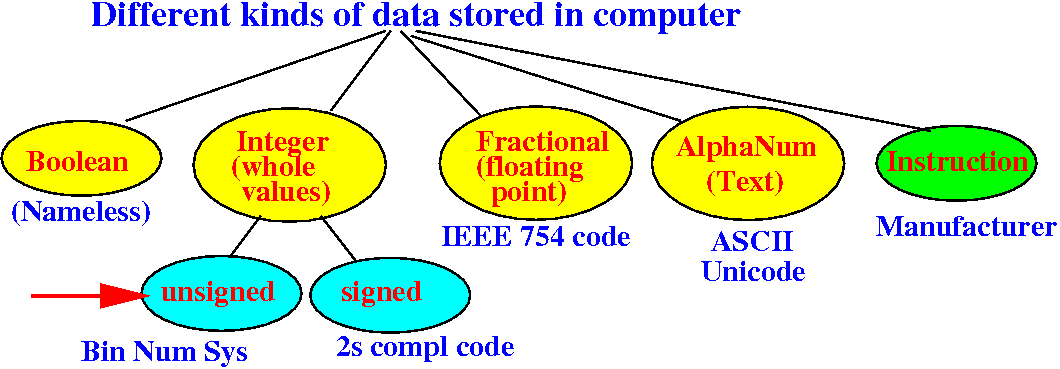 Different kinds of data stored in computer
Boolean
(Nameless)
Integer
(whole
values)
Fractional
(floating
point)
IEEE 754 code
AlphaNum
(Text)
ASCII
Unicode
Instruction
Manufacturer
unsigned
Bin Num Sys
signed
2s compl code